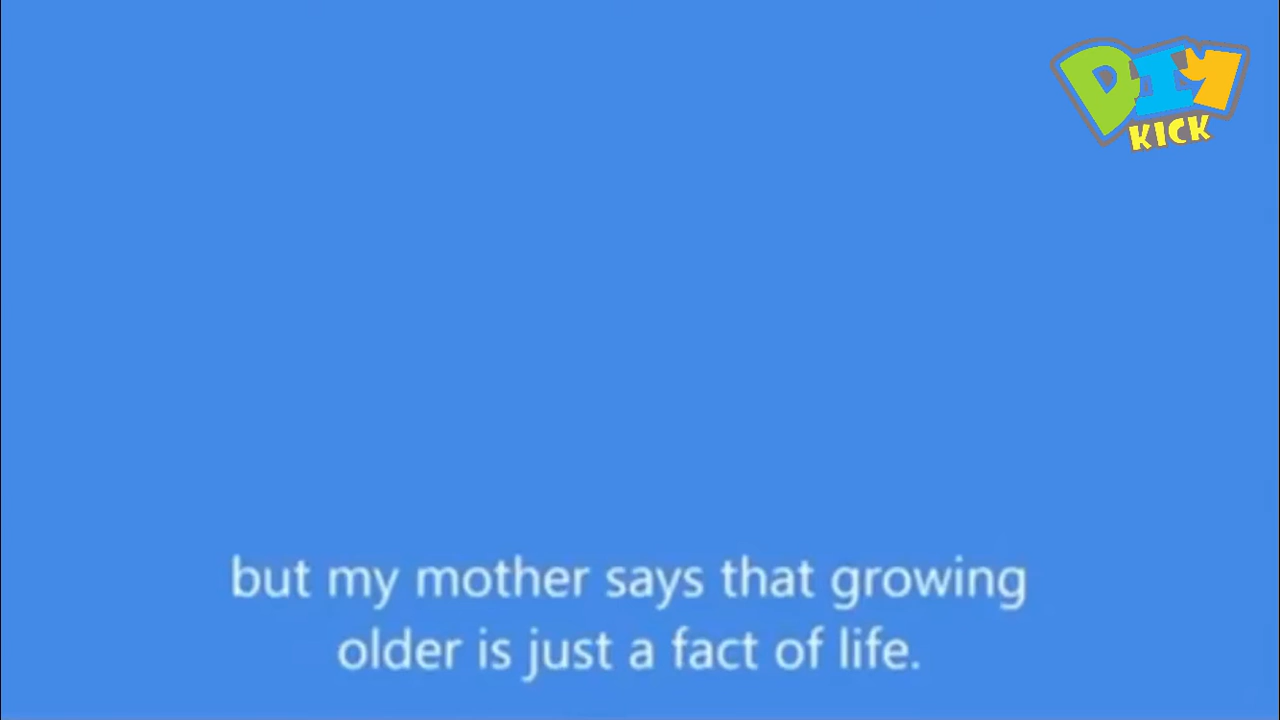 DIY
KICK
but my mother says that growing
older is just a fact of life.